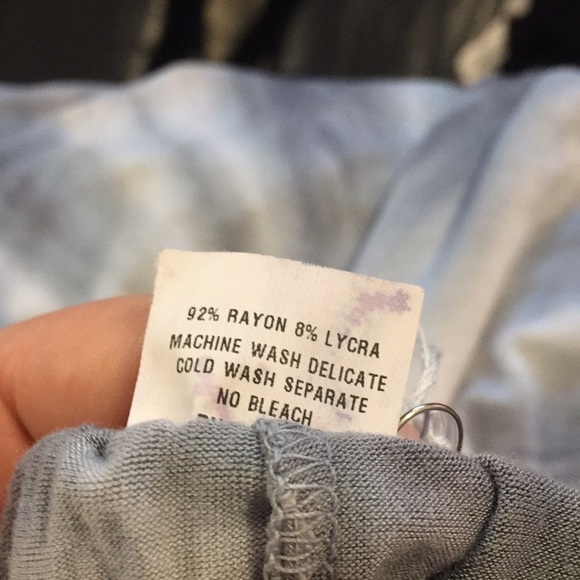 92% RAYON 8% LYCRA
MACHINE WASH DELICATE
COLD WASH SEPARATE
NO BLEACH